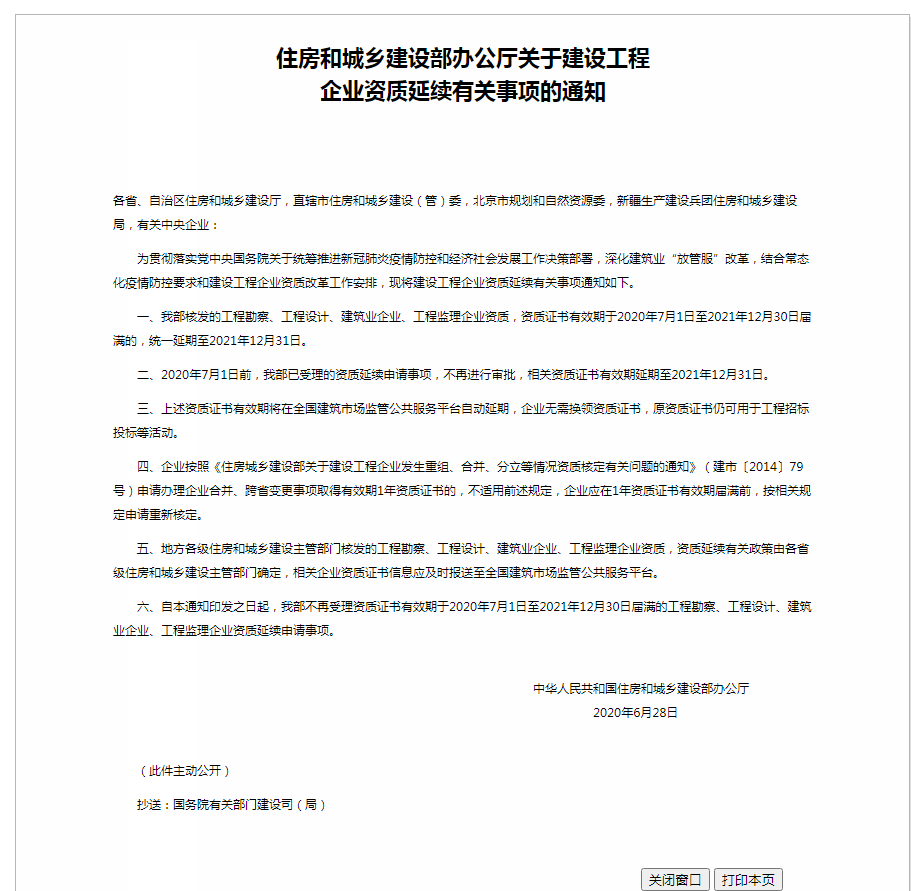 住房和城乡建设部办公厅关于建设工程
企业资质延续有关事项的通知
各省、自治区住房和城乡建设厅，直辖市住房和城乡建设（管）委，北京市规划和自然资源委，新疆生产建设兵团住房和城乡建设
局，有关中央企业：
为贯彻落实党中央国务院关于统筹推进新冠肺炎疫情防控和经济社会发展工作决策部署，深化建筑业“放管服”改革，结合常态
化疫情防控要求和建设工程企业资质改革工作安排，现将建设工程企业资质延续有关事项通知如下。
一、我部核发的工程勘察、工程设计、建筑业企业、工程监理企业资质，资质证书有效期于2020年7月1日至2021年12月30日届
满的，统一延期至2021年12月31日。
二、2020年7月1日前，我部已受理的资质延续申请事项，不再进行审批，相关资质证书有效期延期至2021年12月31日。
三、上述资质证书有效期将在全国建筑市场监管公共服务平台自动延期，企业无需换领资质证书，原资质证书仍可用于工程招标
投标等活动。
四、企业按照《住房城乡建设部关于建设工程企业发生重组、合并、分立等情况资质核定有关问题的通知》（建市〔2014〕79
号）申请办理企业合并、跨省变更事项取得有效期1年资质证书的，不适用前述规定，企业应在1年资质证书有效期届满前，按相关规
定申请重新核定。
五、地方各级住房和城乡建设主管部门核发的工程勘察、工程设计、建筑业企业、工程监理企业资质，资质延续有关政策由各省
级住房和城乡建设主管部门确定，相关企业资质证书信息应及时报送至全国建筑市场监管公共服务平台。
六、自本通知印发之日起，我部不再受理资质证书有效期于2020年7月1日至2021年12月30日届满的工程勘察、工程设计、建筑
业企业、工程监理企业资质延续申请事项。
中华人民共和国住房和城乡建设部办公厅
2020年6月28日
（此件主动公开）
抄送：国务院有关部门建设司（局）
关闭窗口 打印本页